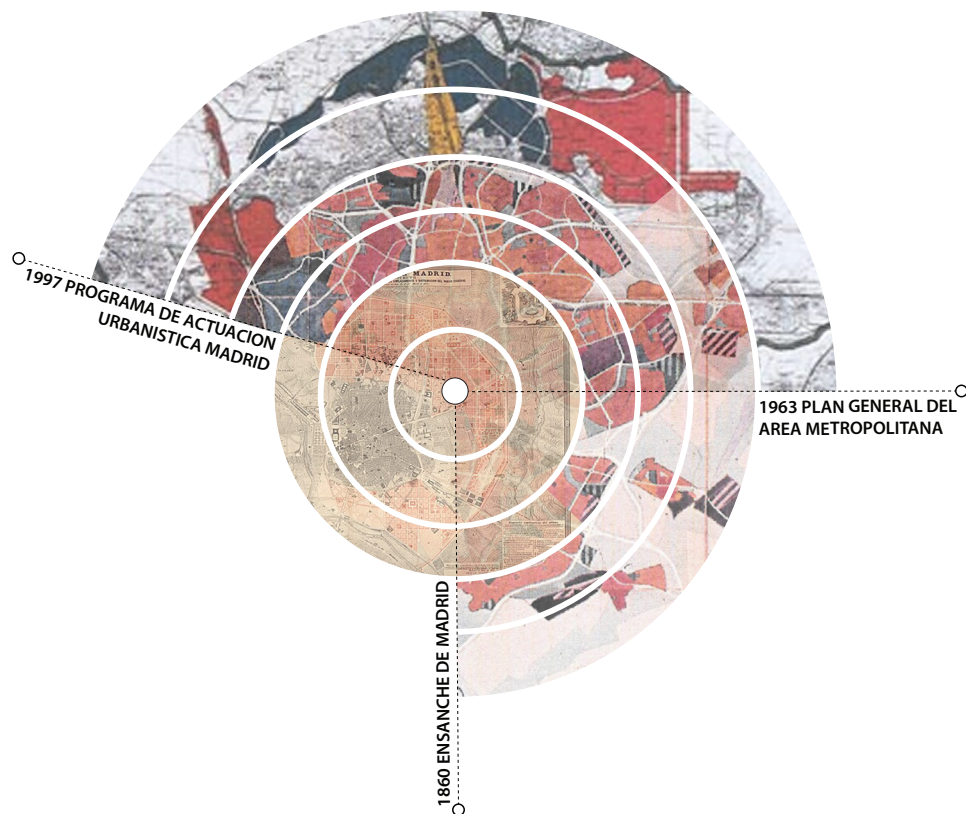 MADRID
1997 PROGRAMA DE ACTUACION
URBANISTICA MADRID
1963 PLAN GENERAL DEL
AREA METROPOLITANA
1860 ENSANCHE DE MADRID